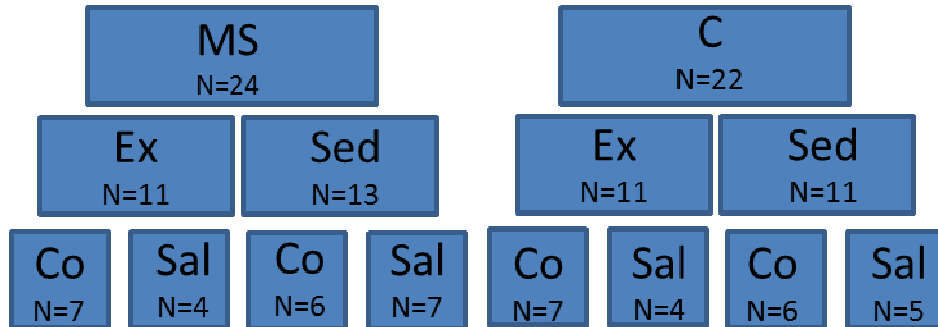 MS
N=24
C
N=22
Ex
N=11
Sed
N=13
Ex
N=11
Sed
N=11
Co
N=7
Sal
N=4
Co
N=6
Sal
N=7
Co
N=7
Sal
N=4
Co
N=6
Sal
N=5